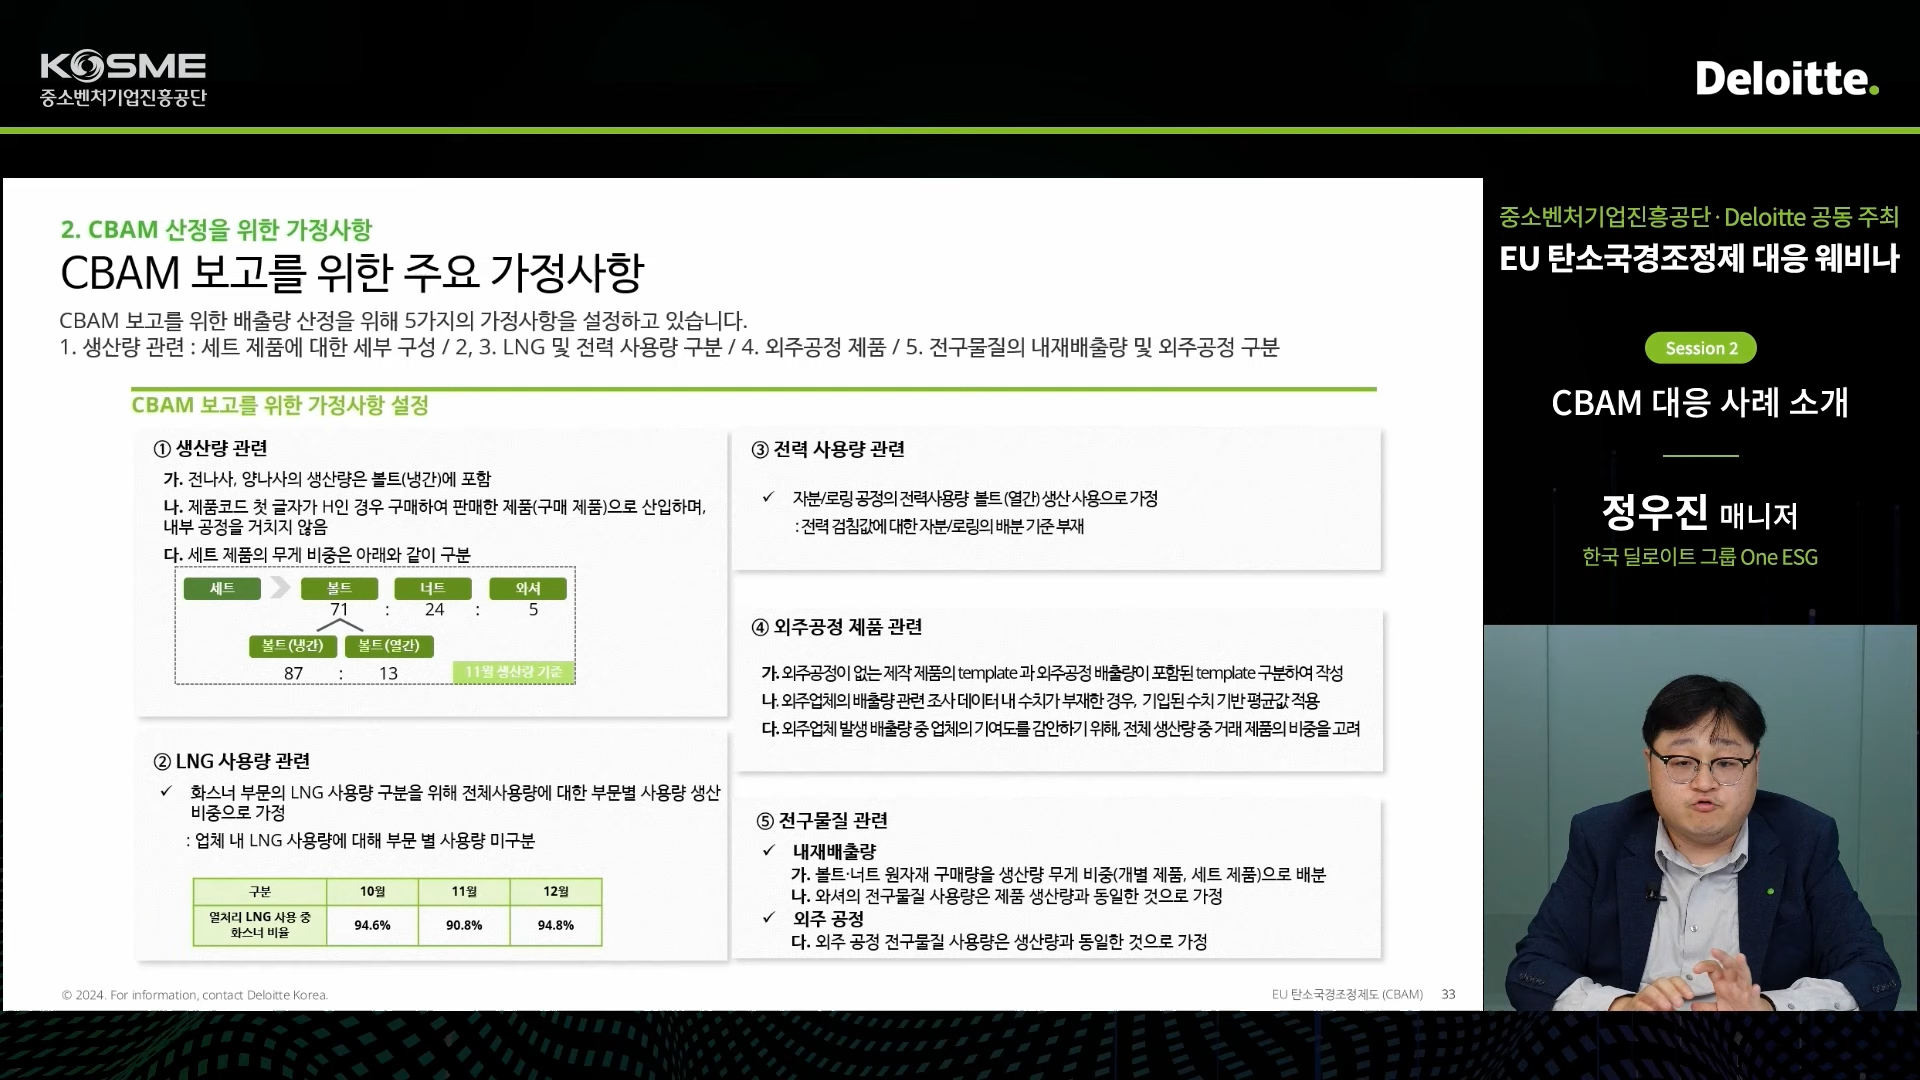 KOSME
중소벤처기업진흥공단
Deloitte.
2. CBAM 산정을 위한 가정사항
CBAM 보고를 위한 주요 가정사항
CBAM 보고를 위한 배출량 산정을 위해 5가지의 가정사항을 설정하고 있습니다.
1. 생산량 관련 : 세트 제품에 대한 세부 구성 / 2, 3. LNG 및 전력 사용량 구분 / 4. 외주공정 제품 / 5. 전구물질의 내재배출량 및 외주공정 구분
CBAM 보고를 위한 가정사항 설정
① 생산량 관련
가. 전나사, 양나사의 생산량은 볼트(냉간)에 포함
나. 제품코드 첫 글자가 H인 경우 구매하여 판매한 제품(구매 제품)으로 산입하며,
내부 공정을 거치지 않음
다. 세트 제품의 무게 비중은 아래와 같이 구분
세트 볼트 너트 와셔
71 : 24 : 5
볼트(냉간) 볼트(열간)
87 : 13
11월 생산량 기준
② LNG 사용량 관련
✓ 화스너 부문의 LNG 사용량 구분을 위해 전체사용량에 대한 부문별 사용량 생산
비중으로 가정
: 업체 내 LNG 사용량에 대해 부문 별 사용량 미구분
구분 10월 11월 12월
열처리 LNG 사용 중
화스너 비율 94.6% 90.8% 94.8%
③ 전력 사용량 관련
✓ 자분/로링 공정의 전력사용량 볼트 (열간) 생산 사용으로 가정
: 전력 검침값에 대한 자분/로링의 배분 기준 부재
④ 외주공정 제품 관련
가. 외주공정이 없는 제작 제품의 template 과 외주공정 배출량이 포함된 template 구분하여 작성
나. 외주업체의 배출량 관련 조사 데이터 내 수치가 부재한 경우, 기입된 수치 기반 평균값 적용
다. 외주업체 발생 배출량 중 업체의 기여도를 감안하기 위해, 전체 생산량 중 거래 제품의 비중을 고려
⑤ 전구물질 관련
✓ 내재배출량
가. 볼트·너트 원자재 구매량을 생산량 무게 비중(개별 제품, 세트 제품)으로 배분
나. 와셔의 전구물질 사용량은 제품 생산량과 동일한 것으로 가정
✓ 외주 공정
다. 외주 공정 전구물질 사용량은 생산량과 동일한 것으로 가정
© 2024. For information, contact Deloitte Korea.
EU 탄소국경조정제도 (CBAM) 33
중소벤처기업진흥공단 · Deloitte 공동 주최
EU 탄소국경조정제 대응 웨비나
Session 2
CBAM 대응 사례 소개
정우진 매니저
한국 딜로이트 그룹 One ESG